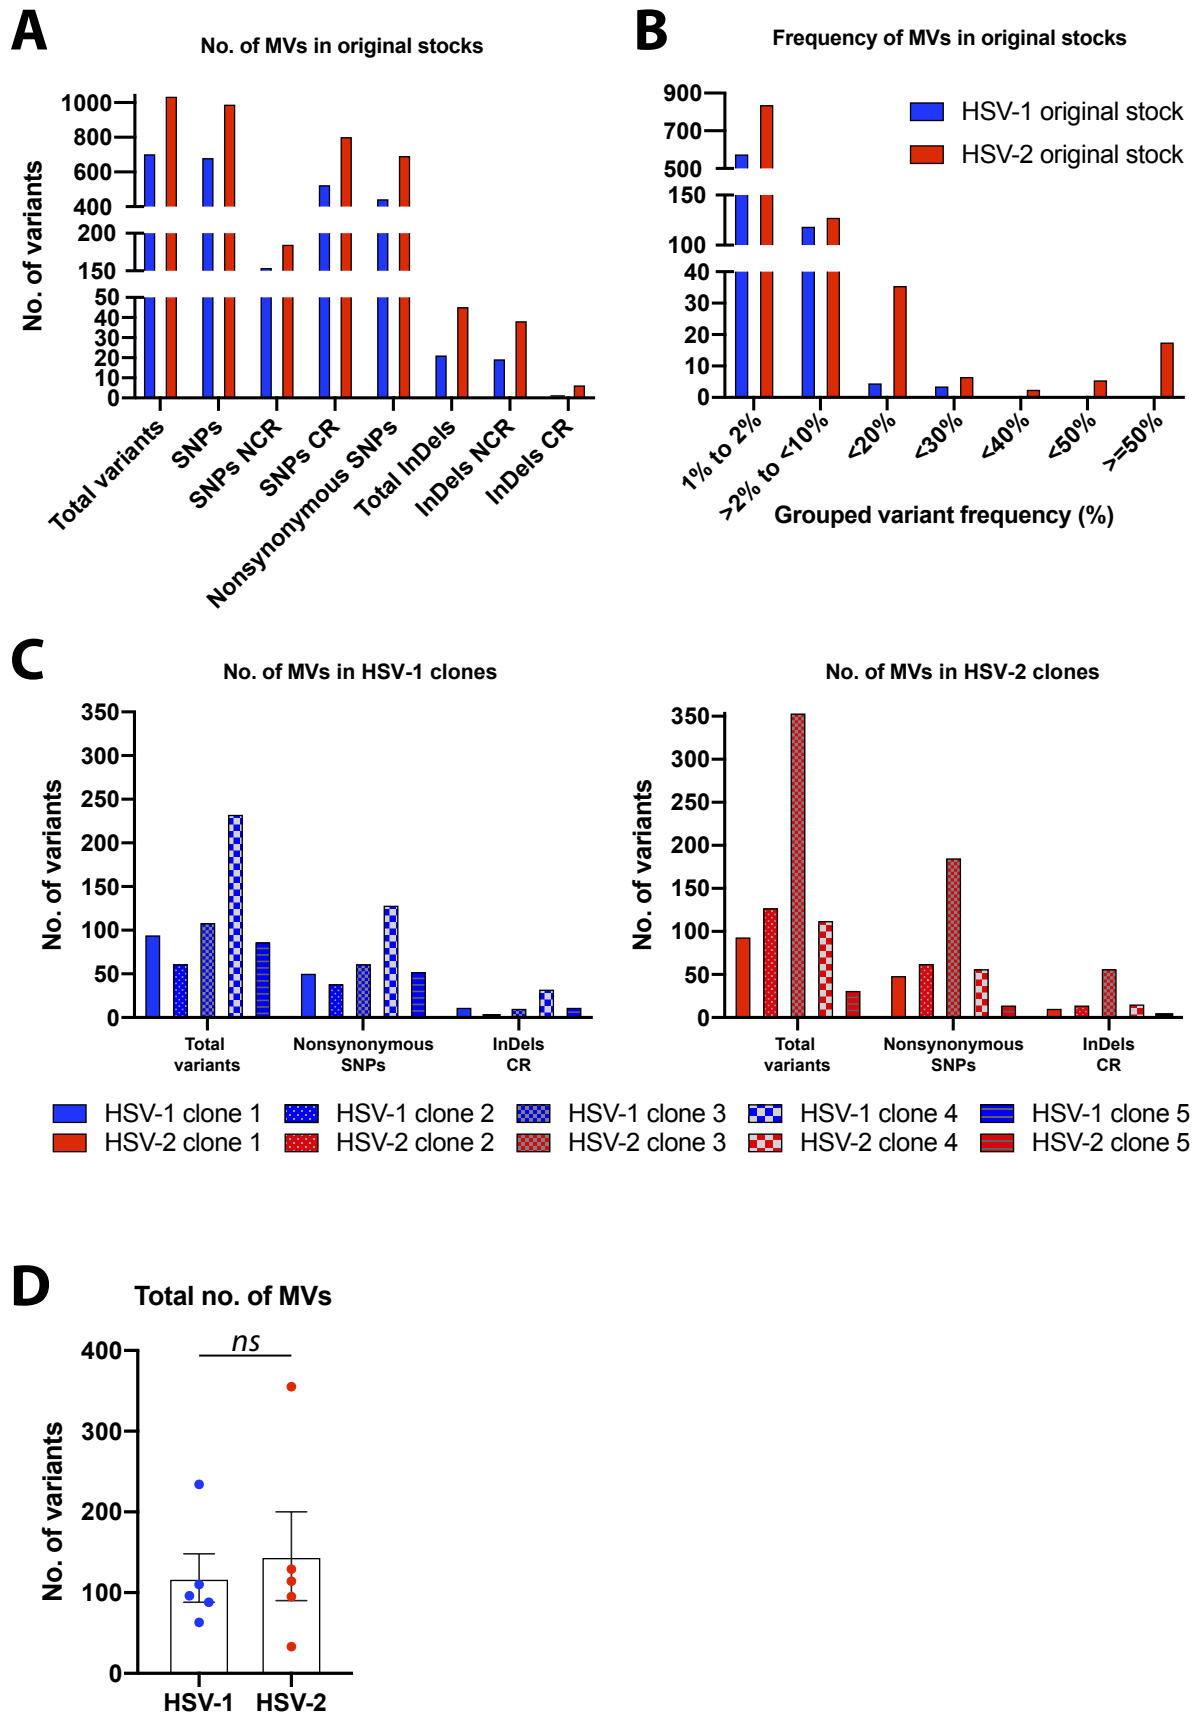 A
No. of MVs in original stocks
No. of variants
1000
800
600
400
200
150
50
40
30
20
10
0
Total variants
SNPs
SNPs NCR
SNPs CR
Nonsynonymous SNPs
Total InDels
InDels NCR
InDels CR
B
Frequency of MVs in original stocks
900
700
500
150
100
40
30
20
10
0
HSV-1 original stock
HSV-2 original stock
1% to 2%
>2% to <10%
<20%
<30%
<40%
<50%
>=50%
Grouped variant frequency (%)
C
No. of MVs in HSV-1 clones
No. of variants
350
300
250
200
150
100
50
0
Total
variants
Nonsynonymous
SNPs
InDels
CR
No. of MVs in HSV-2 clones
No. of variants
350
300
250
200
150
100
50
0
Total
variants
Nonsynonymous
SNPs
InDels
CR
HSV-1 clone 1
HSV-1 clone 2
HSV-1 clone 3
HSV-1 clone 4
HSV-1 clone 5
HSV-2 clone 1
HSV-2 clone 2
HSV-2 clone 3
HSV-2 clone 4
HSV-2 clone 5
D
Total no. of MVs
ns
No. of variants
400
300
200
100
0
HSV-1
HSV-2